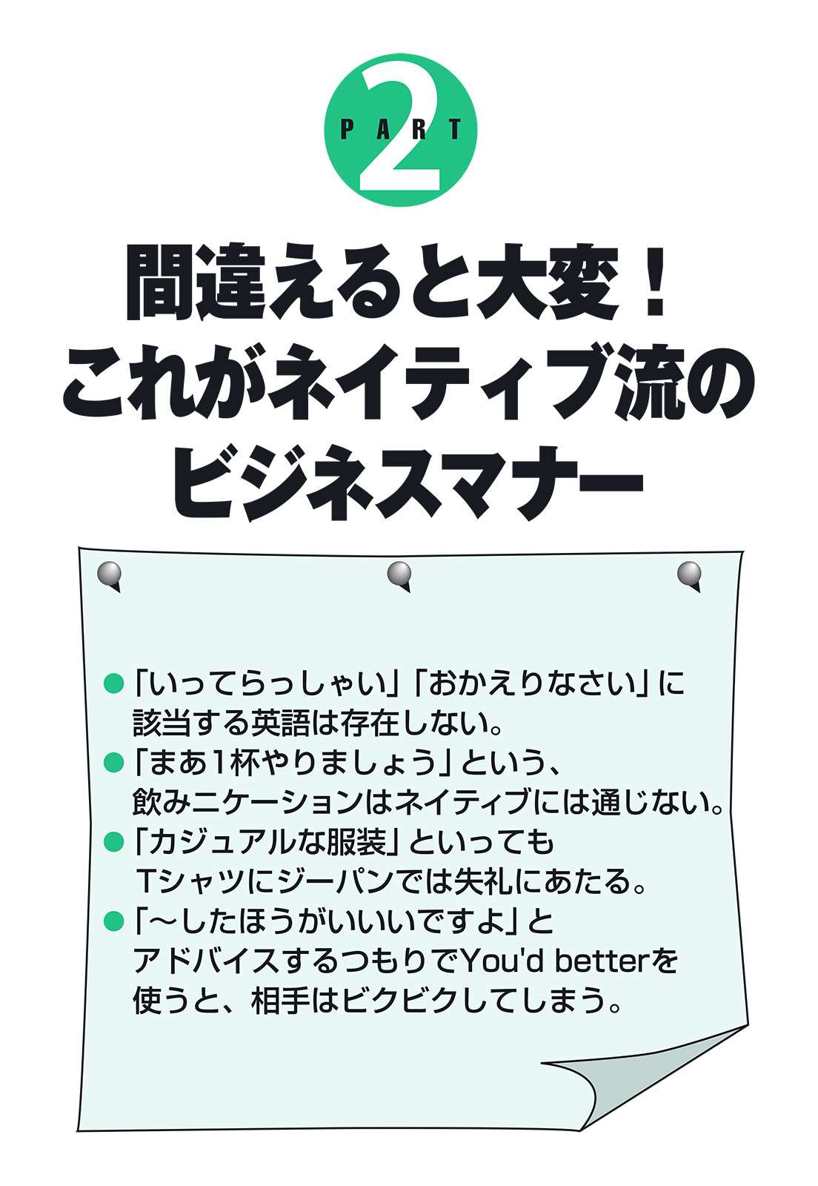 PART 2
間違えると大変！
これがネイティブ流の
ビジネスマナー
●「いってらっしゃい」「おかえりなさい」に
該当する英語は存在しない。
●「まあ1杯やりましょう」という、
飲みニケーションはネイティブには通じない。
●「カジュアルな服装」といっても
Tシャツにジーパンでは失礼にあたる。
●「～したほうがいいいですよ」と
アドバイスするつもりでYou'd betterを
使うと、相手はビクビクしてしまう。